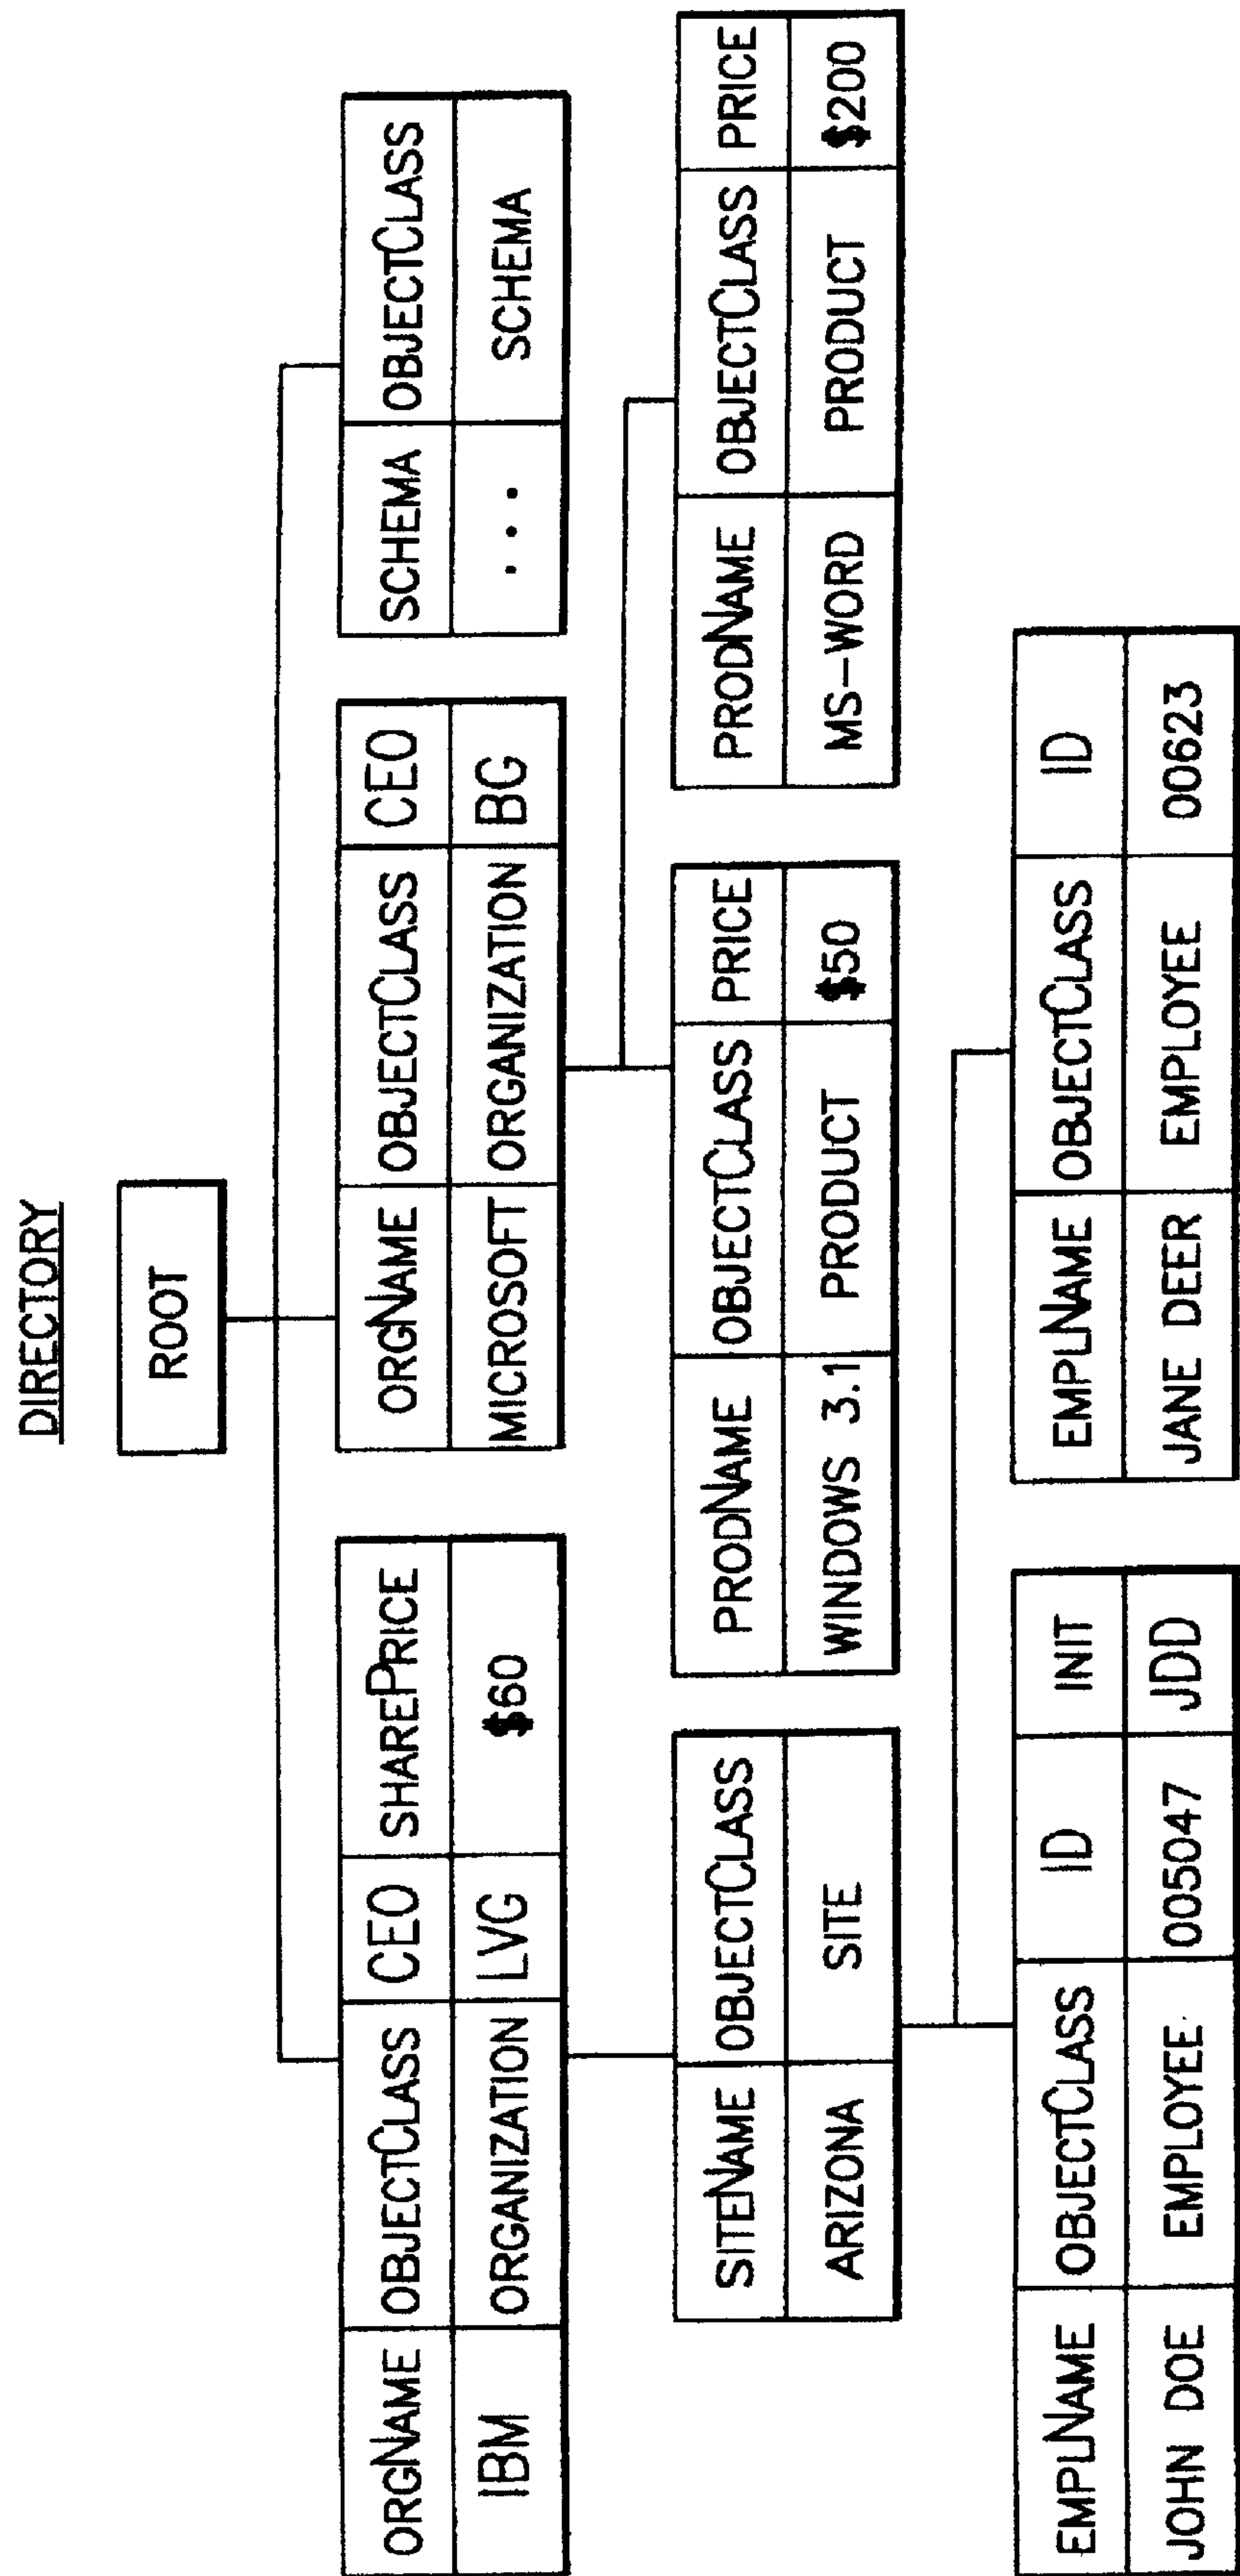 DIRECTORY
ROOT
ORGNAME OBJECTCLASS CEO SHAREPRICE
IBM ORGANIZATION LVG $60
ORGNAME OBJECTCLASS CEO
MICROSOFT ORGANIZATION BG
SCHEMA OBJECTCLASS
... SCHEMA
SITENAME OBJECTCLASS
ARIZONA SITE
PRODNAME OBJECTCLASS PRICE
WINDOWS 3.1 PRODUCT $50
PRODNAME OBJECTCLASS PRICE
MS-WORD PRODUCT $200
EMPLNAME OBJECTCLASS ID INIT
JOHN DOE EMPLOYEE 005047 JDD
EMPLNAME OBJECTCLASS ID
JANE DEER EMPLOYEE 00623